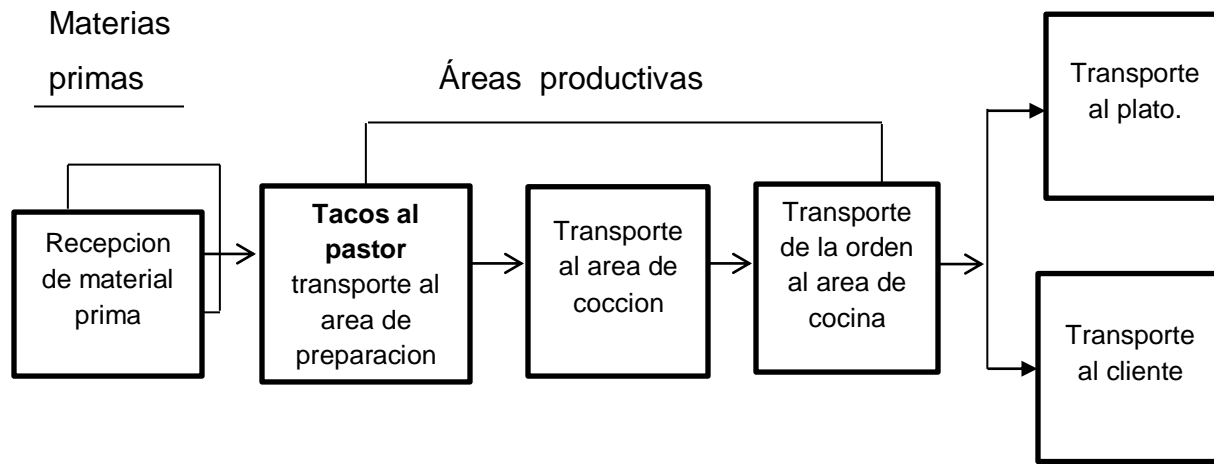 Materias
primas
Áreas productivas
Recepcion
de material
prima
Tacos al
pastor
transporte al
area de
preparacion
Transporte
al area de
coccion
Transporte
de la orden
al area de
cocina
Transporte
al plato.
Transporte
al cliente